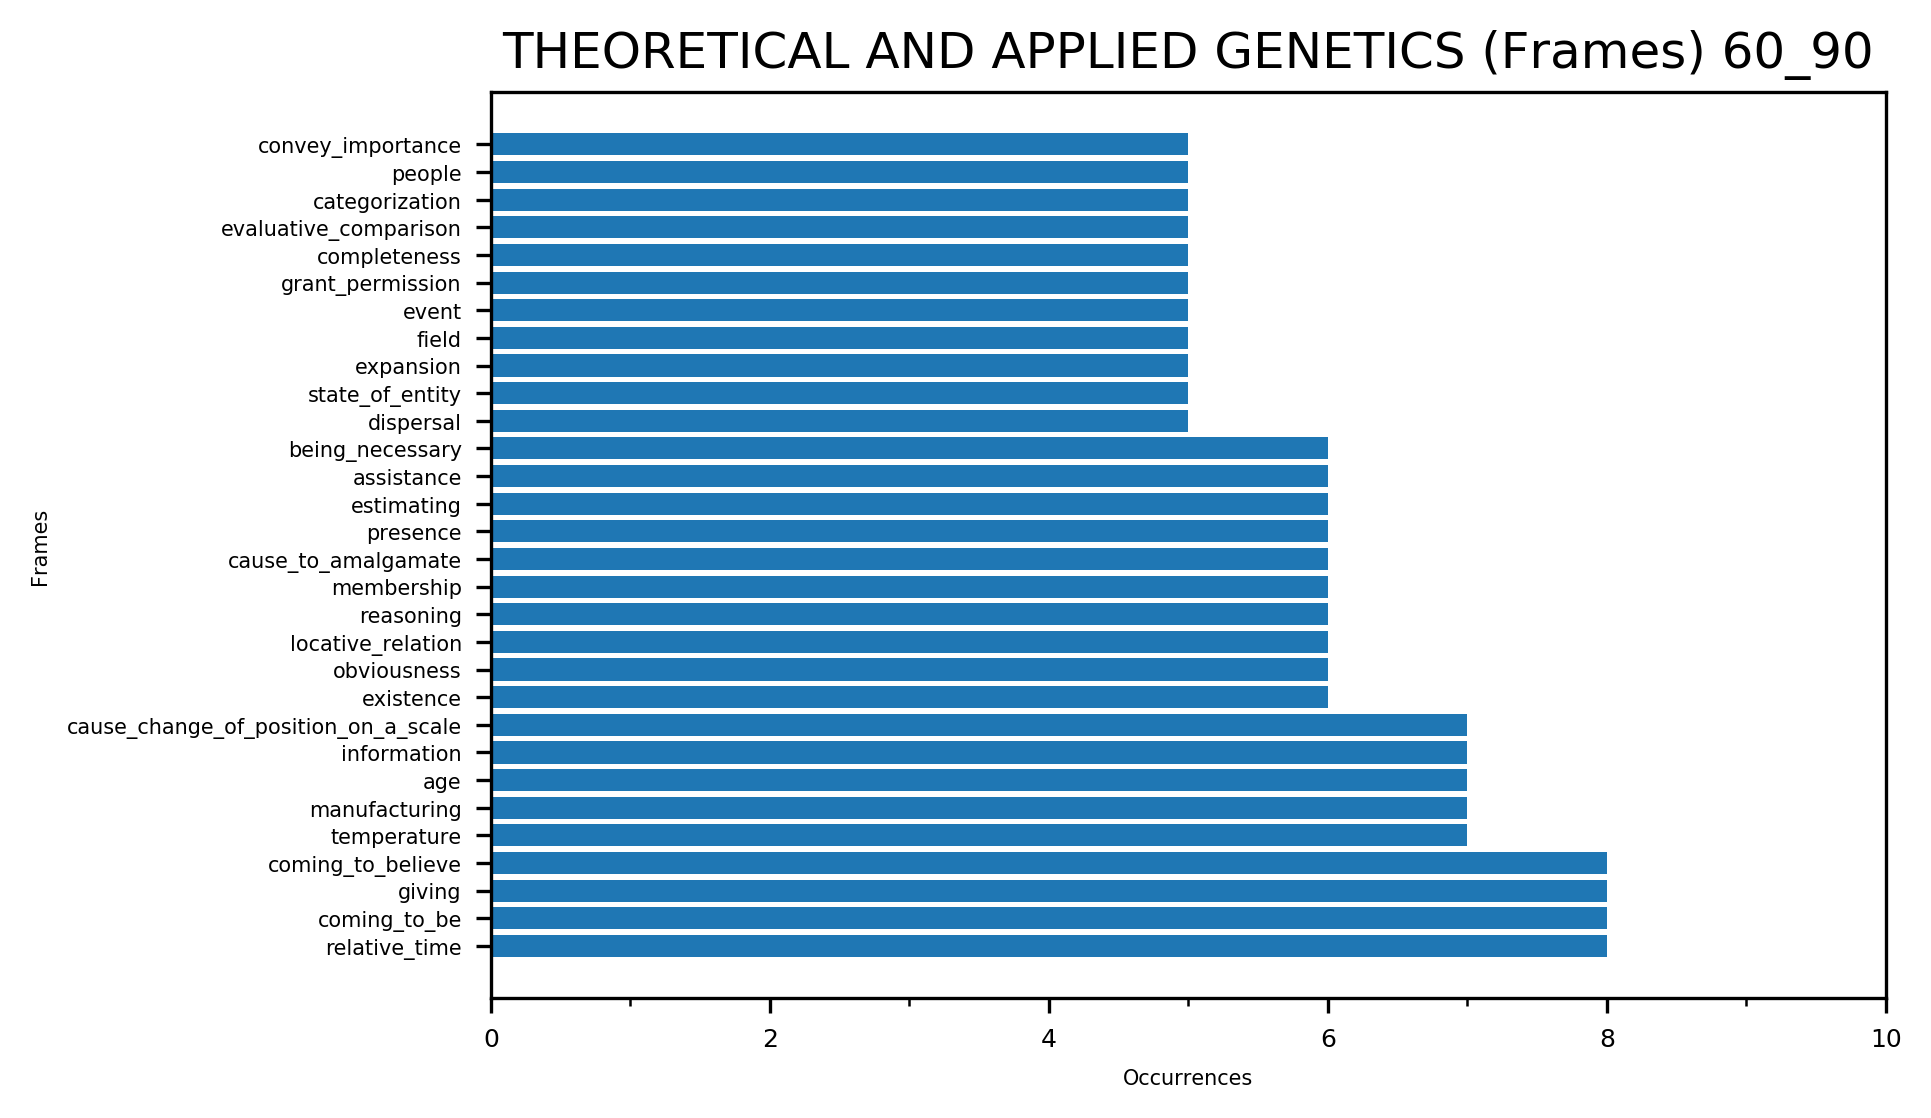 THEORETICAL AND APPLIED GENETICS (Frames) 60_90
convey_importance
people
categorization
evaluative_comparison
completeness
grant_permission
event
field
expansion
state_of_entity
dispersal
being_necessary
assistance
estimating
presence
cause_to_amalgamate
membership
reasoning
locative_relation
obviousness
existence
cause_change_of_position_on_a_scale
information
age
manufacturing
temperature
coming_to_believe
giving
coming_to_be
relative_time
Frames
0 2 4 6 8 10
Occurrences